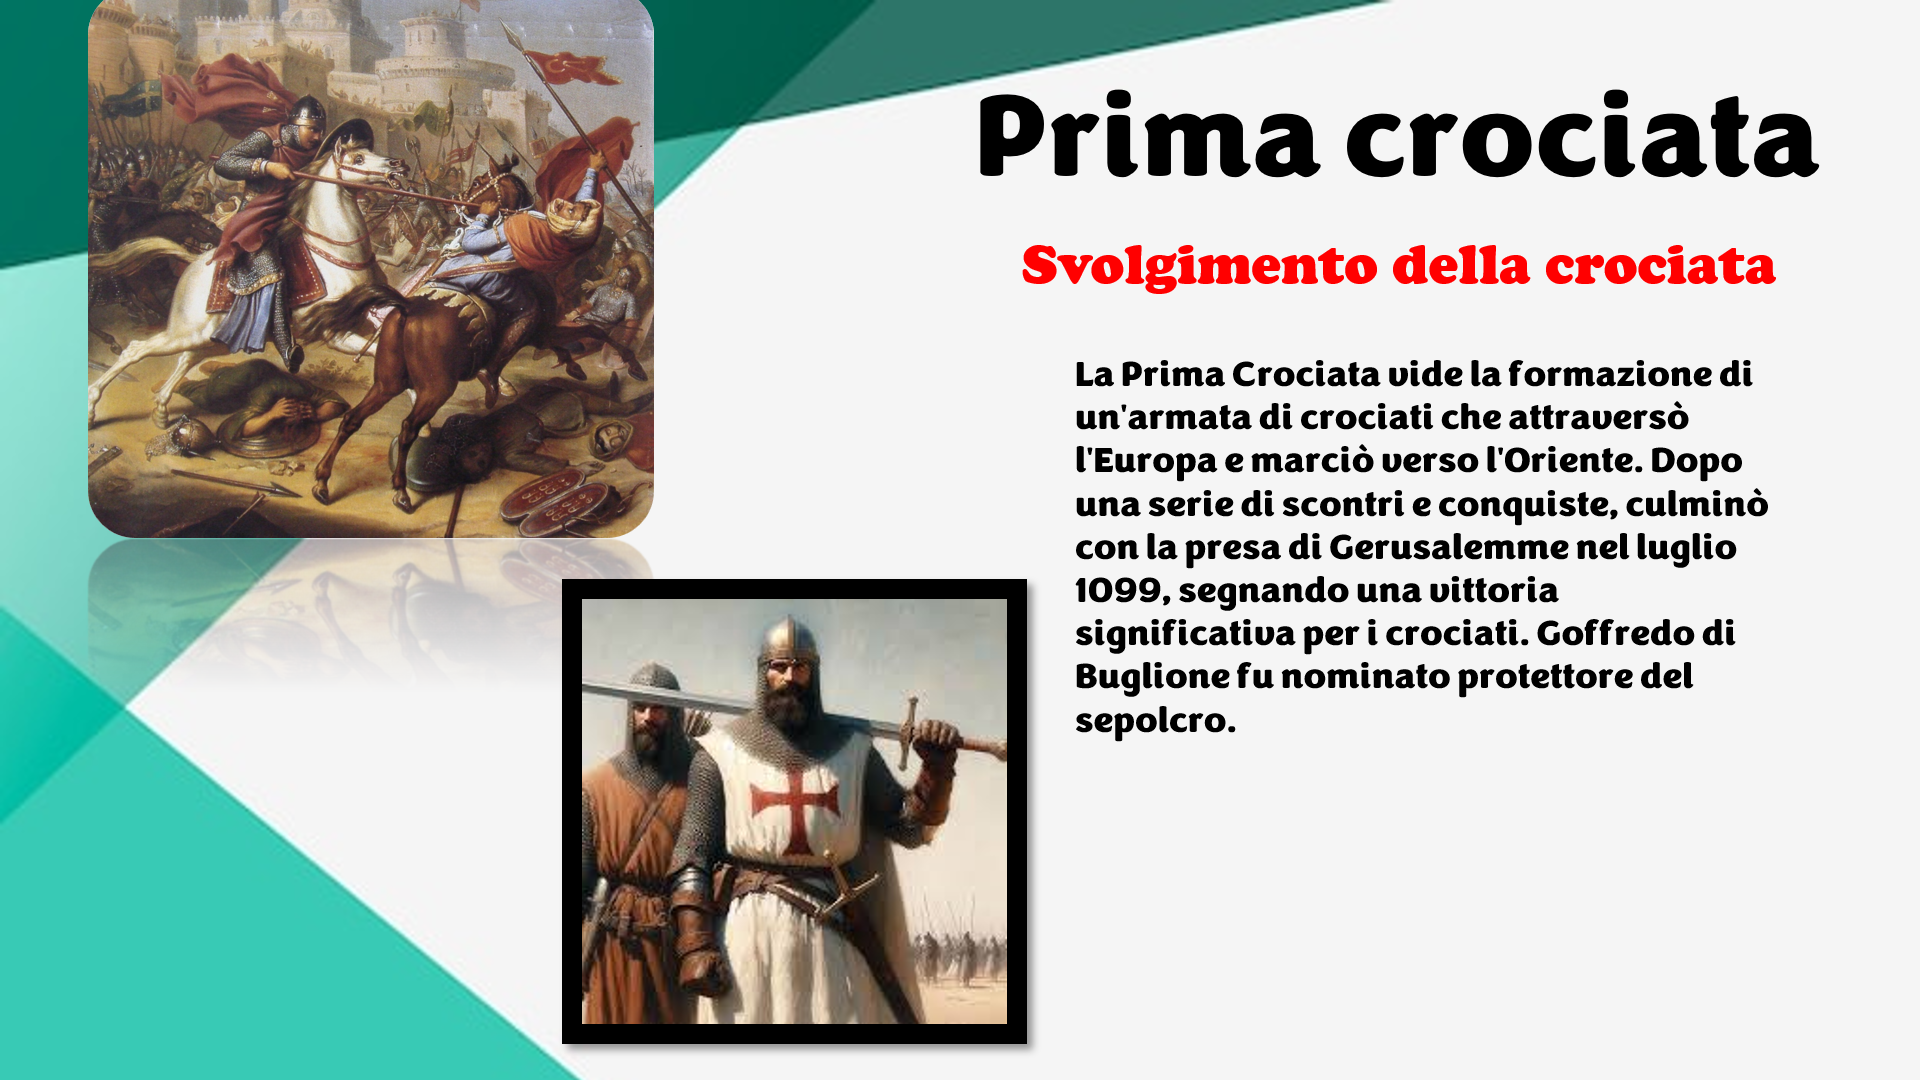 Prima crociata
Svolgimento della crociata
La Prima Crociata vide la formazione di
un'armata di crociati che attraversò
l'Europa e marciò verso l'Oriente. Dopo
una serie di scontri e conquiste, culminò
con la presa di Gerusalemme nel luglio
1099, segnando una vittoria
significativa per i crociati. Goffredo di
Buglione fu nominato protettore del
sepolcro.